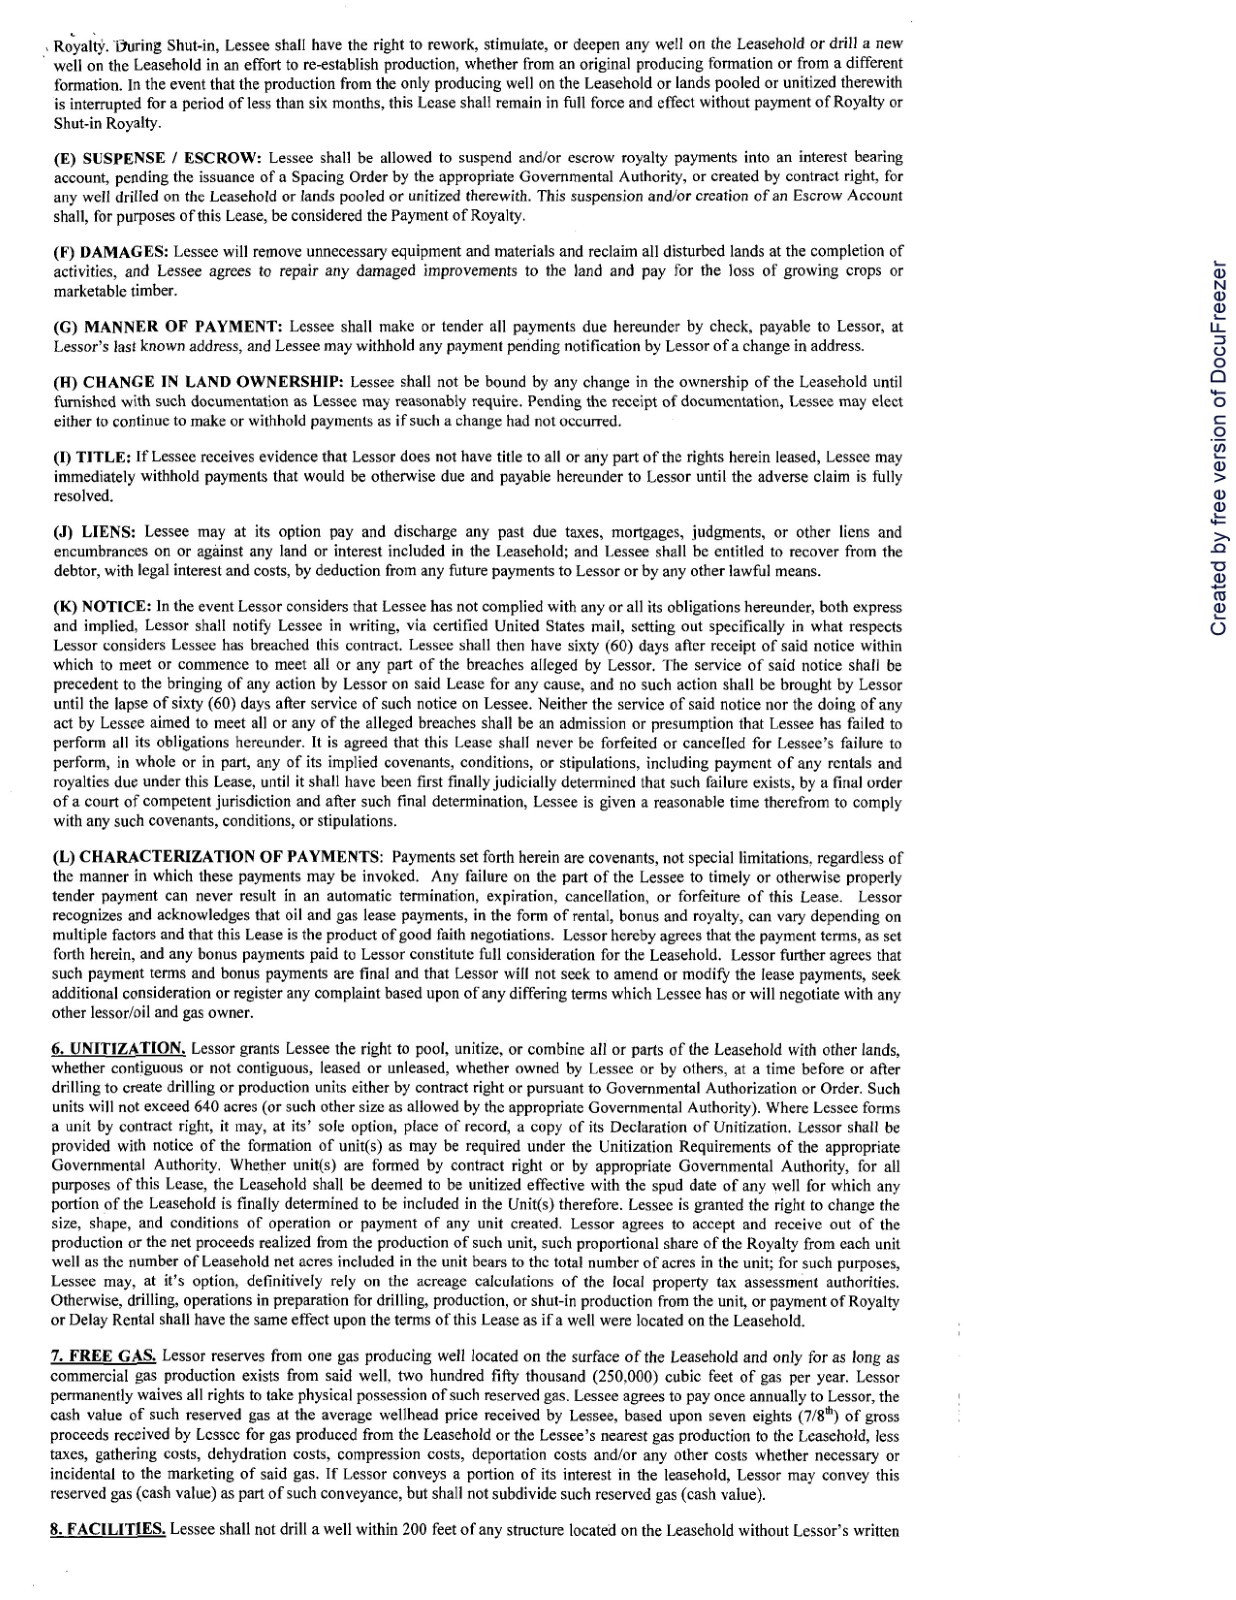 Royalty. During Shut-in, Lessee shall have the right to rework, stimulate, or deepen any well on the Leasehold or drill a new
well on the Leasehold in an effort to re-establish production, whether from an original producing formation or from a different
formation. In the event that the production from the only producing well on the Leasehold or lands pooled or unitized therewith
is interrupted for a period of less than six months, this Lease shall remain in full force and effect without payment of Royalty or
Shut-in Royalty.
(E) SUSPENSE / ESCROW: Lessee shall be allowed to suspend and/or escrow royalty payments into an interest bearing
account, pending the issuance of a Spacing Order by the appropriate Governmental Authority, or created by contract right, for
any well drilled on the Leasehold or lands pooled or unitized therewith. This suspension and/or creation of an Escrow Account
shall, for purposes of this Lease, be considered the Payment of Royalty.
(F) DAMAGES: Lessee will remove unnecessary equipment and materials and reclaim all disturbed lands at the completion of
activities, and Lessee agrees to repair any damaged improvements to the land and pay for the loss of growing crops or
marketable timber.
(G) MANNER OF PAYMENT: Lessee shall make or tender all payments due hereunder by check, payable to Lessor, at
Lessor's last known address, and Lessee may withhold any payment pending notification by Lessor of a change in address.
(H) CHANGE IN LAND OWNERSHIP: Lessee shall not be bound by any change in the ownership of the Leasehold until
furnished with such documentation as Lessee may reasonably require. Pending the receipt of documentation, Lessee may elect
either to continue to make or withhold payments as if such a change had not occurred.
(I) TITLE: If Lessee receives evidence that Lessor does not have title to all or any part of the rights herein leased, Lessee may
immediately withhold payments that would be otherwise due and payable hereunder to Lessor until the adverse claim is fully
resolved.
(J) LIENS: Lessee may at its option pay and discharge any past due taxes, mortgages, judgments, or other liens and
encumbrances on or against any land or interest included in the Leasehold; and Lessee shall be entitled to recover from the
debtor, with legal interest and costs, by deduction from any future payments to Lessor or by any other lawful means.
(K) NOTICE: In the event Lessor considers that Lessee has not complied with any or all its obligations hereunder, both express
and implied, Lessor shall notify Lessee in writing, via certified United States mail, setting out specifically in what respects
Lessor considers Lessee has breached this contract. Lessee shall then have sixty (60) days after receipt of said notice within
which to meet or commence to meet all or any part of the breaches alleged by Lessor. The service of said notice shall be
precedent to the bringing of any action by Lessor on said Lease for any cause, and no such action shall be brought by Lessor
until the lapse of sixty (60) days after service of such notice on Lessee. Neither the service of said notice nor the doing of any
act by Lessee aimed to meet all or any of the alleged breaches shall be an admission or presumption that Lessee has failed to
perform all its obligations hereunder. It is agreed that this Lease shall never be forfeited or cancelled for Lessee's failure to
perform, in whole or in part, any of its implied covenants, conditions, or stipulations, including payment of any rentals and
royalties due under this Lease, until it shall have been first finally judicially determined that such failure exists, by a final order
of a court of competent jurisdiction and after such final determination, Lessee is given a reasonable time therefrom to comply
with any such covenants, conditions, or stipulations.
(L) CHARACTERIZATION OF PAYMENTS: Payments set forth herein are covenants, not special limitations, regardless of
the manner in which these payments may be invoked. Any failure on the part of the Lessee to timely or otherwise properly
tender payment can never result in an automatic termination, expiration, cancellation, or forfeiture of this Lease. Lessor
recognizes and acknowledges that oil and gas lease payments, in the form of rental, bonus and royalty, can vary depending on
multiple factors and that this Lease is the product of good faith negotiations. Lessor hereby agrees that the payment terms, as set
forth herein, and any bonus payments paid to Lessor constitute full consideration for the Leasehold. Lessor further agrees that
such payment terms and bonus payments are final and that Lessor will not seek to amend or modify the lease payments, seek
additional consideration or register any complaint based upon of any differing terms which Lessee has or will negotiate with any
other lessor/oil and gas owner.
6. UNITIZATION. Lessor grants Lessee the right to pool, unitize, or combine all or parts of the Leasehold with other lands,
whether contiguous or not contiguous, leased or unleased, whether owned by Lessee or by others, at a time before or after
drilling to create drilling or production units either by contract right or pursuant to Governmental Authorization or Order. Such
units will not exceed 640 acres (or such other size as allowed by the appropriate Governmental Authority). Where Lessee forms
a unit by contract right, it may, at its' sole option, place of record, a copy of its Declaration of Unitization. Lessor shall be
provided with notice of the formation of unit(s) as may be required under the Unitization Requirements of the appropriate
Governmental Authority. Whether unit(s) are formed by contract right or by appropriate Governmental Authority, for all
purposes of this Lease, the Leasehold shall be deemed to be unitized effective with the spud date of any well for which any
portion of the Leasehold is finally determined to be included in the Unit(s) therefore. Lessee is granted the right to change the
size, shape, and conditions of operation or payment of any unit created. Lessor agrees to accept and receive out of the
production or the net proceeds realized from the production of such unit, such proportional share of the Royalty from each unit
well as the number of Leasehold net acres included in the unit bears to the total number of acres in the unit; for such purposes,
Lessee may, at it's option, definitively rely on the acreage calculations of the local property tax assessment authorities.
Otherwise, drilling, operations in preparation for drilling, production, or shut-in production from the unit, or payment of Royalty
or Delay Rental shall have the same effect upon the terms of this Lease as if a well were located on the Leasehold.
7. FREE GAS. Lessor reserves from one gas producing well located on the surface of the Leasehold and only for as long as
commercial gas production exists from said well, two hundred fifty thousand (250,000) cubic feet of gas per year. Lessor
permanently waives all rights to take physical possession of such reserved gas. Lessee agrees to pay once annually to Lessor, the
cash value of such reserved gas at the average wellhead price received by Lessee, based upon seven eights (7/8th) of gross
proceeds received by Lessee for gas produced from the Leasehold or the Lessee's nearest gas production to the Leasehold, less
taxes, gathering costs, dehydration costs, compression costs, deportation costs and/or any other costs whether necessary or
incidental to the marketing of said gas. If Lessor conveys a portion of its interest in the leasehold, Lessor may convey this
reserved gas (cash value) as part of such conveyance, but shall not subdivide such reserved gas (cash value).
8. FACILITIES. Lessee shall not drill a well within 200 feet of any structure located on the Leasehold without Lessor's written
Created by free version of DocuFreezer